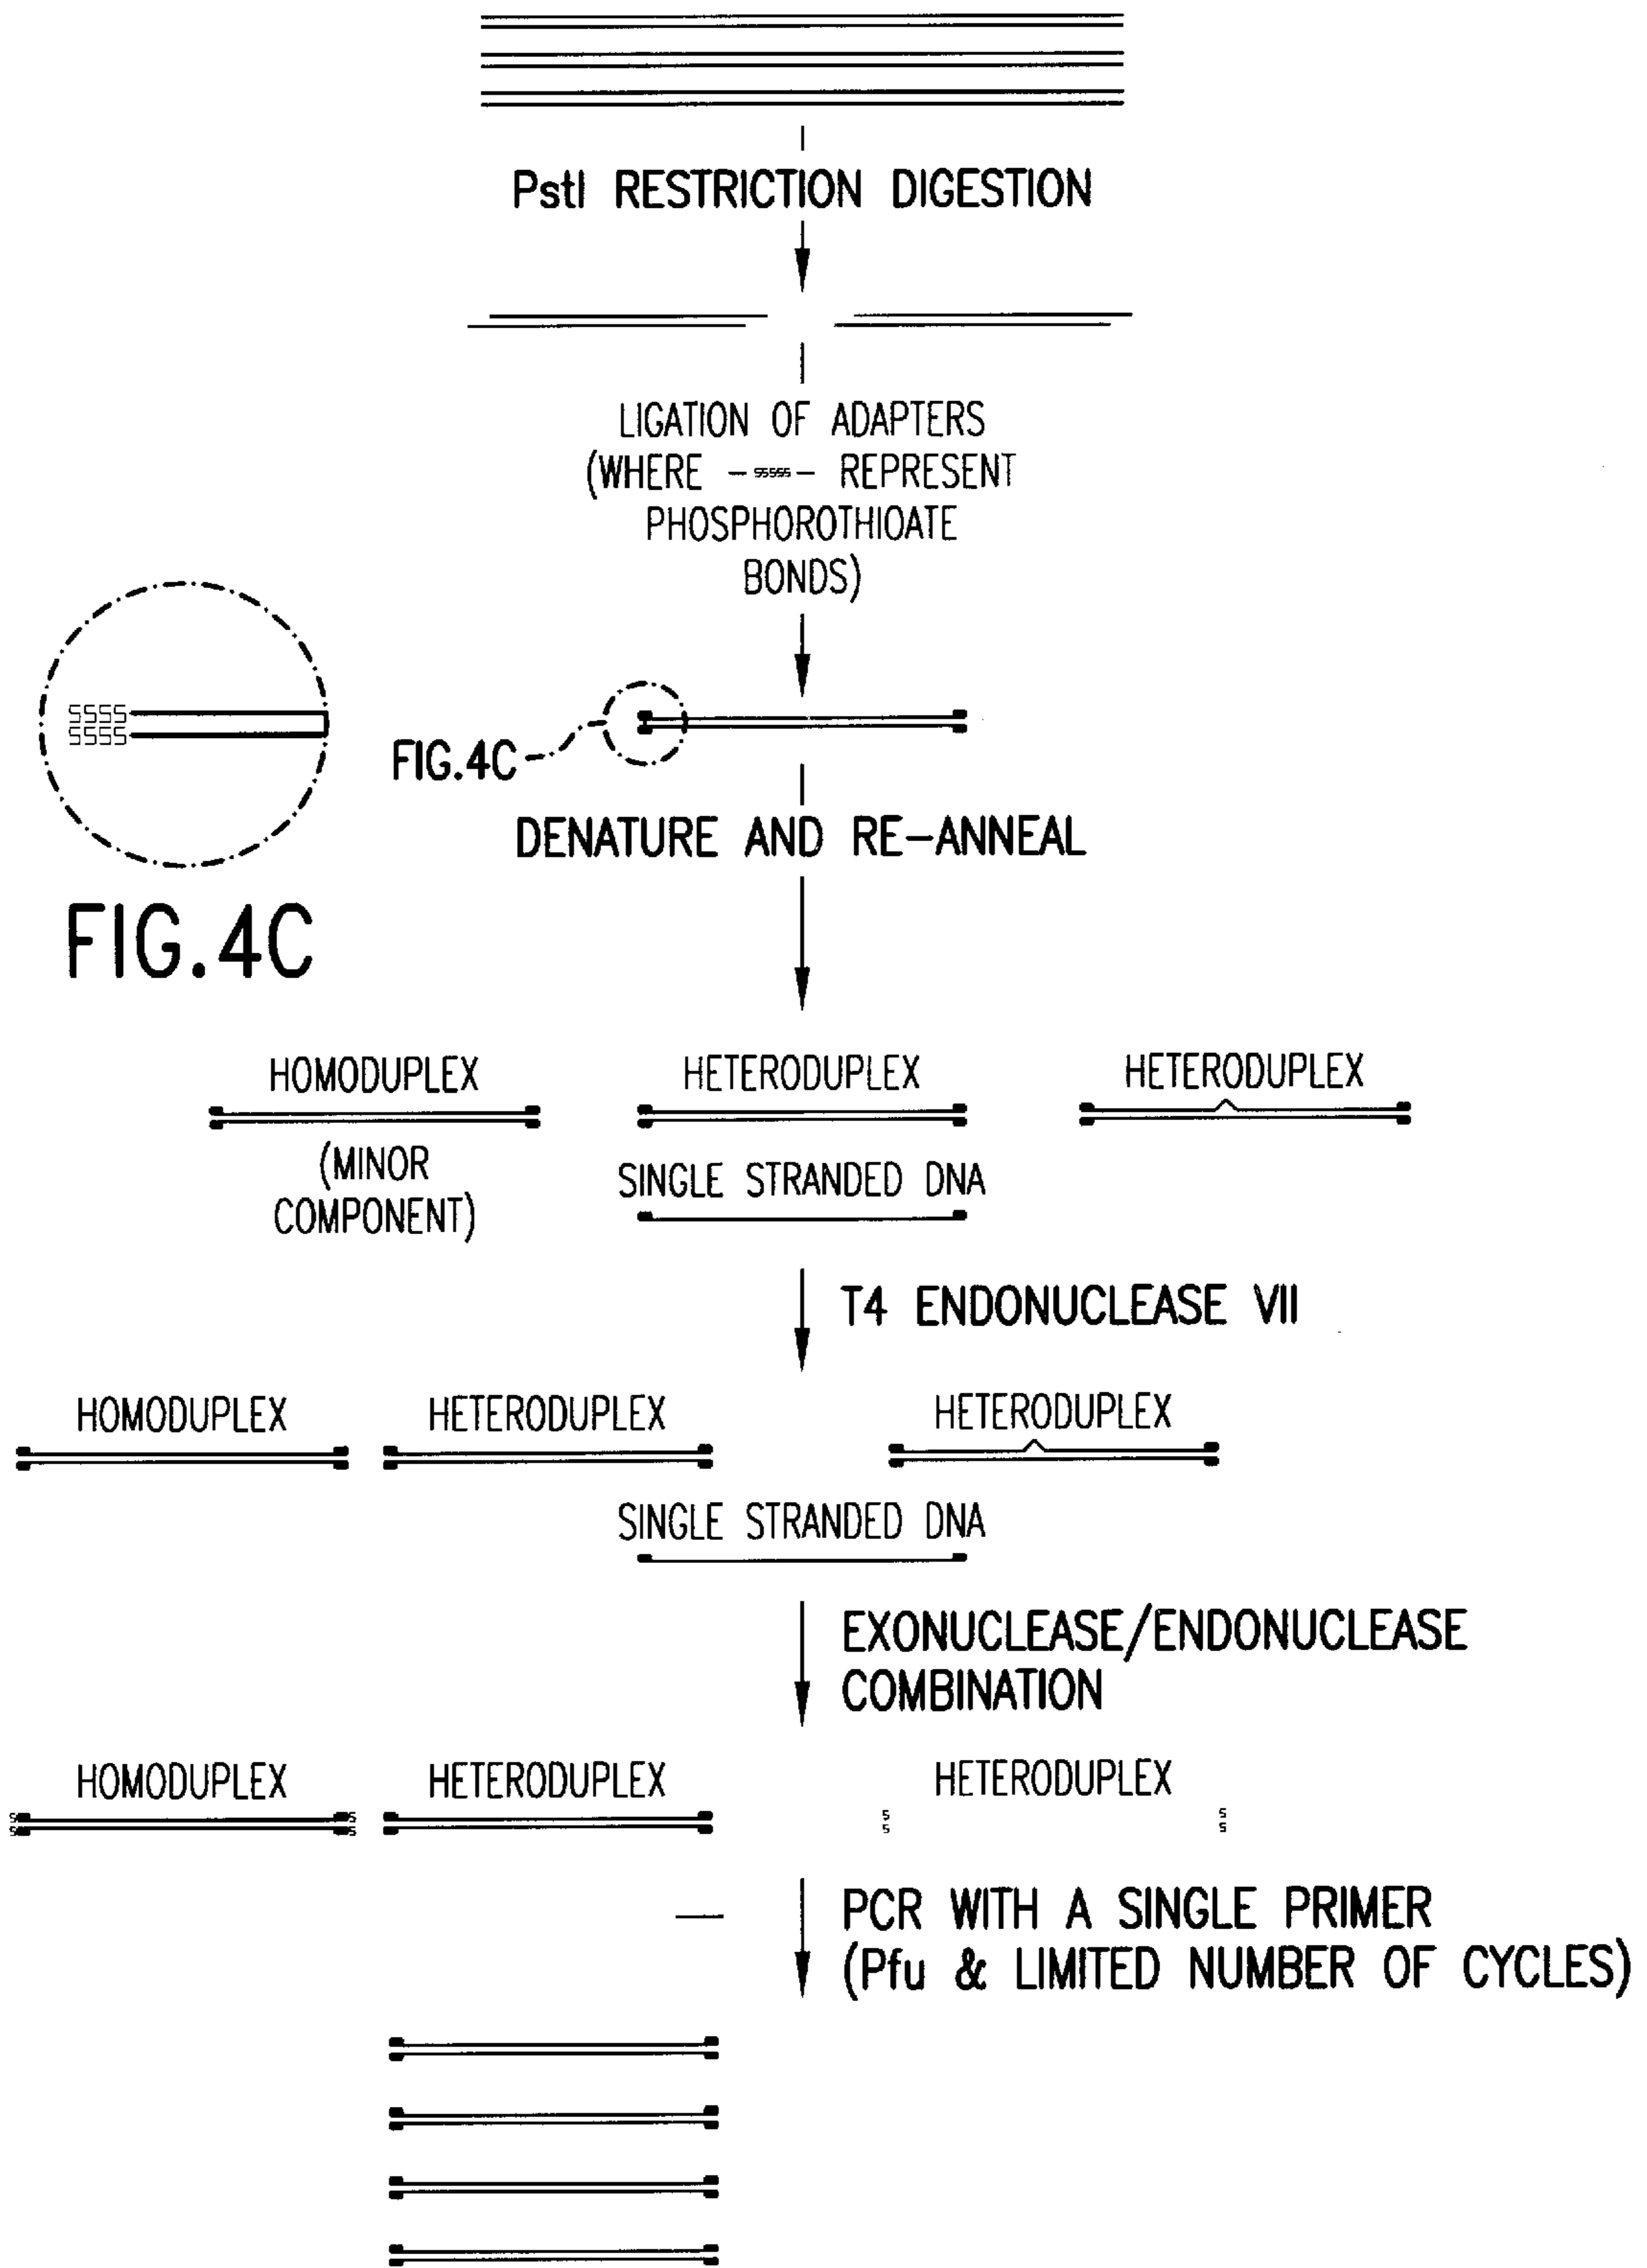 PstI RESTRICTION DIGESTION
LIGATION OF ADAPTERS
(WHERE -sssss- REPRESENT
PHOSPHOROTHIOATE
BONDS)
SSSS
SSSS
FIG.4C
FIG.4C
DENATURE AND RE-ANNEAL
HOMODUPLEX
HETERODUPLEX
HETERODUPLEX
(MINOR
COMPONENT)
SINGLE STRANDED DNA
T4 ENDONUCLEASE VII
HOMODUPLEX
HETERODUPLEX
HETERODUPLEX
SINGLE STRANDED DNA
EXONUCLEASE/ENDONUCLEASE
COMBINATION
HOMODUPLEX
HETERODUPLEX
HETERODUPLEX
S S S S
S S S S
PCR WITH A SINGLE PRIMER
(Pfu & LIMITED NUMBER OF CYCLES)